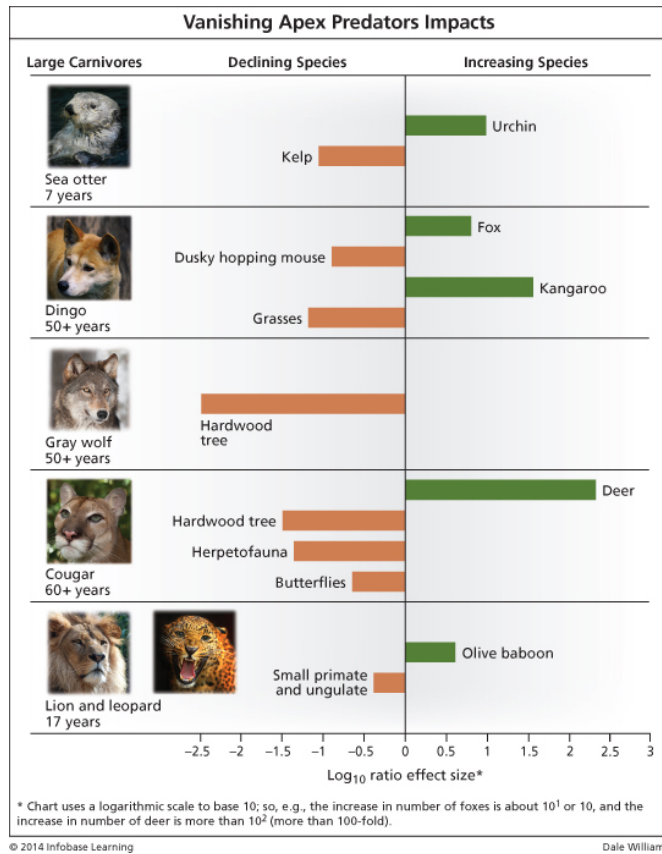 Vanishing Apex Predators Impacts
Large Carnivores
Declining Species
Increasing Species
Urchin
Kelp
Sea otter
7 years
Fox
Dusky hopping mouse
Kangaroo
Grasses
Dingo
50+ years
Hardwood
tree
Gray wolf
50+ years
Deer
Hardwood tree
Herpetofauna
Butterflies
Cougar
60+ years
Olive baboon
Small primate
and ungulate
Lion and leopard
17 years
−2.5 −2 −1.5 −1 −0.5 0 0.5 1 1.5 2 2.5 3
Log₁₀ ratio effect size*
* Chart uses a logarithmic scale to base 10; so, e.g., the increase in number of foxes is about 10¹ or 10, and the
increase in number of deer is more than 10² (more than 100-fold).
© 2014 Infobase Learning
Dale William